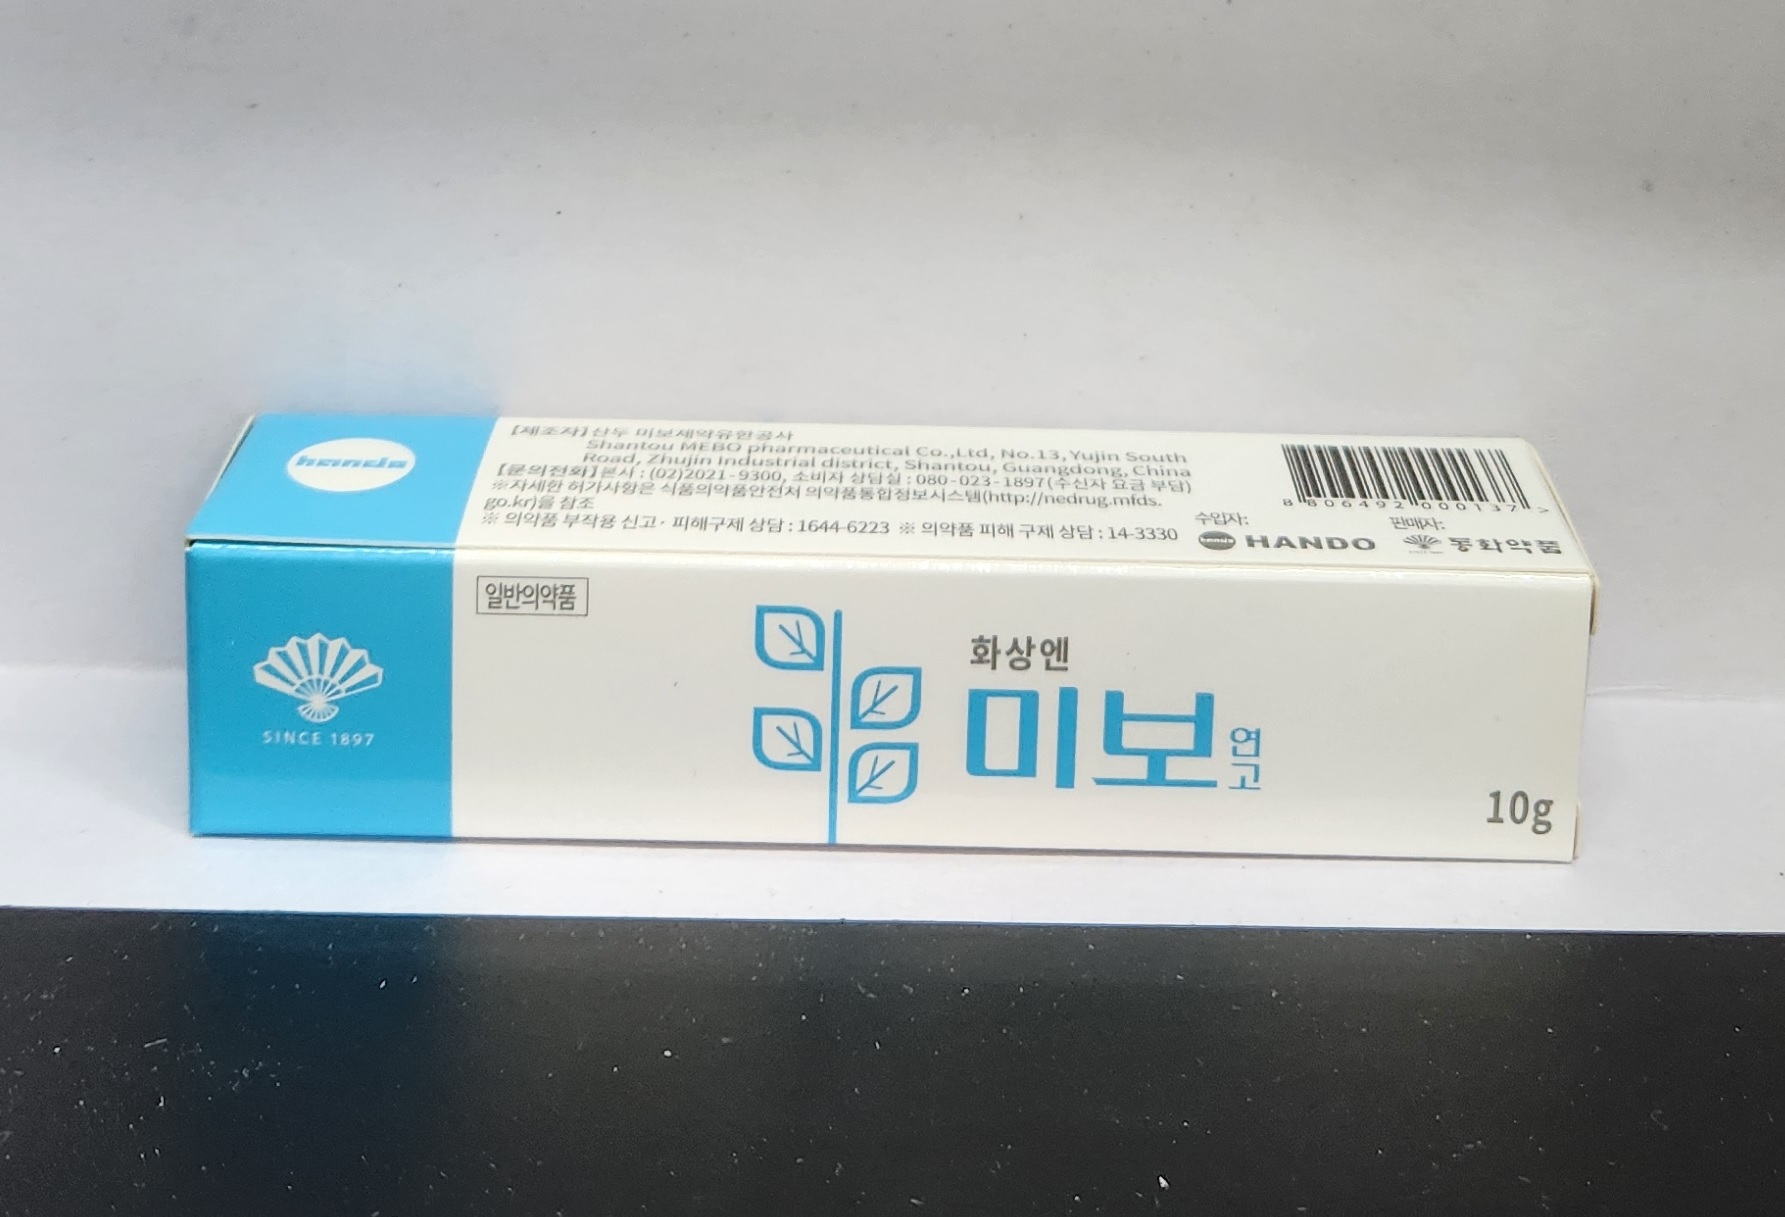 hando
【제조자】산두 미보제약유한공사
Shantou MEBO pharmaceutical Co.,Ltd, No.13, Yujin South
Road, Zhujin Industrial district, Shantou, Guangdong, China
【문의전화】본사 : (02)2021-9300, 소비자 상담실 : 080-023-1897(수신자 요금 부담)
※자세한 허가사항은 식품의약품안전처 의약품통합정보시스템(http://nedrug.mfds.
go.kr)을 참조
※ 의약품 부작용 신고· 피해구제 상담 : 1644-6223 ※ 의약품 피해 구제 상담 : 14-3330
8 806492 000137 >
수입자:
hando HANDO
판매자:
동화약품
SINCE 1897
일반의약품
화상엔
미보 연고
10g